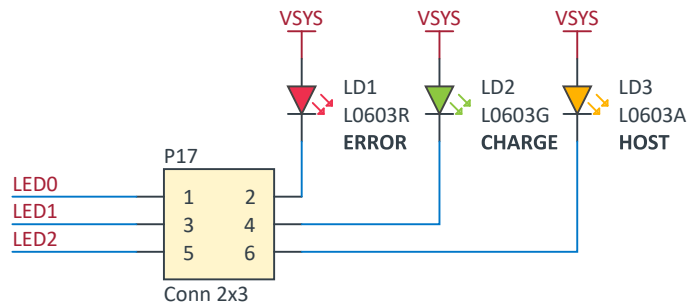 VSYS VSYS VSYS
LD1 LD2 LD3
L0603R L0603G L0603A
ERROR CHARGE HOST
P17
LED0 1 2
LED1 3 4
LED2 5 6
Conn 2x3